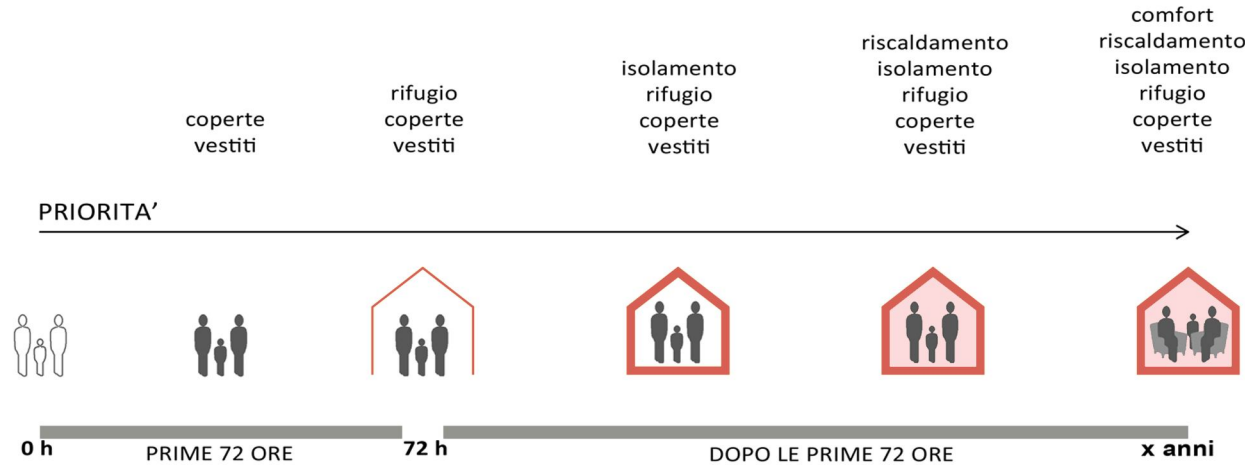 coperte
vestiti
rifugio
coperte
vestiti
isolamento
rifugio
coperte
vestiti
riscaldamento
isolamento
rifugio
coperte
vestiti
comfort
riscaldamento
isolamento
rifugio
coperte
vestiti
PRIORITA’
0 h
PRIME 72 ORE
72 h
DOPO LE PRIME 72 ORE
x anni